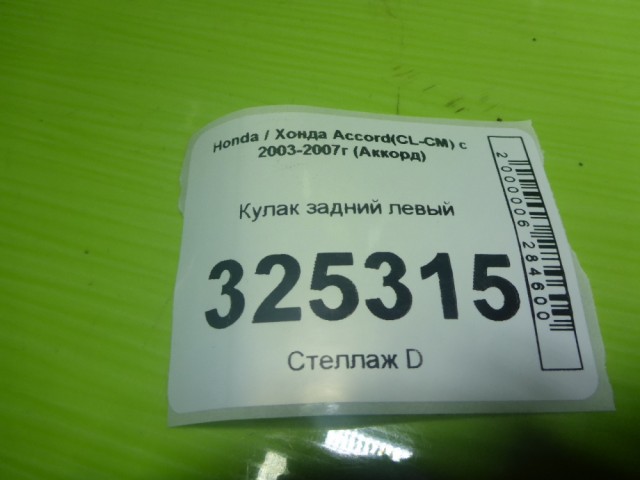 Honda / Хонда Accord(CL-CM) с
2003-2007г (Аккорд)
Кулак задний левый
325315
Стеллаж D
2000006284600